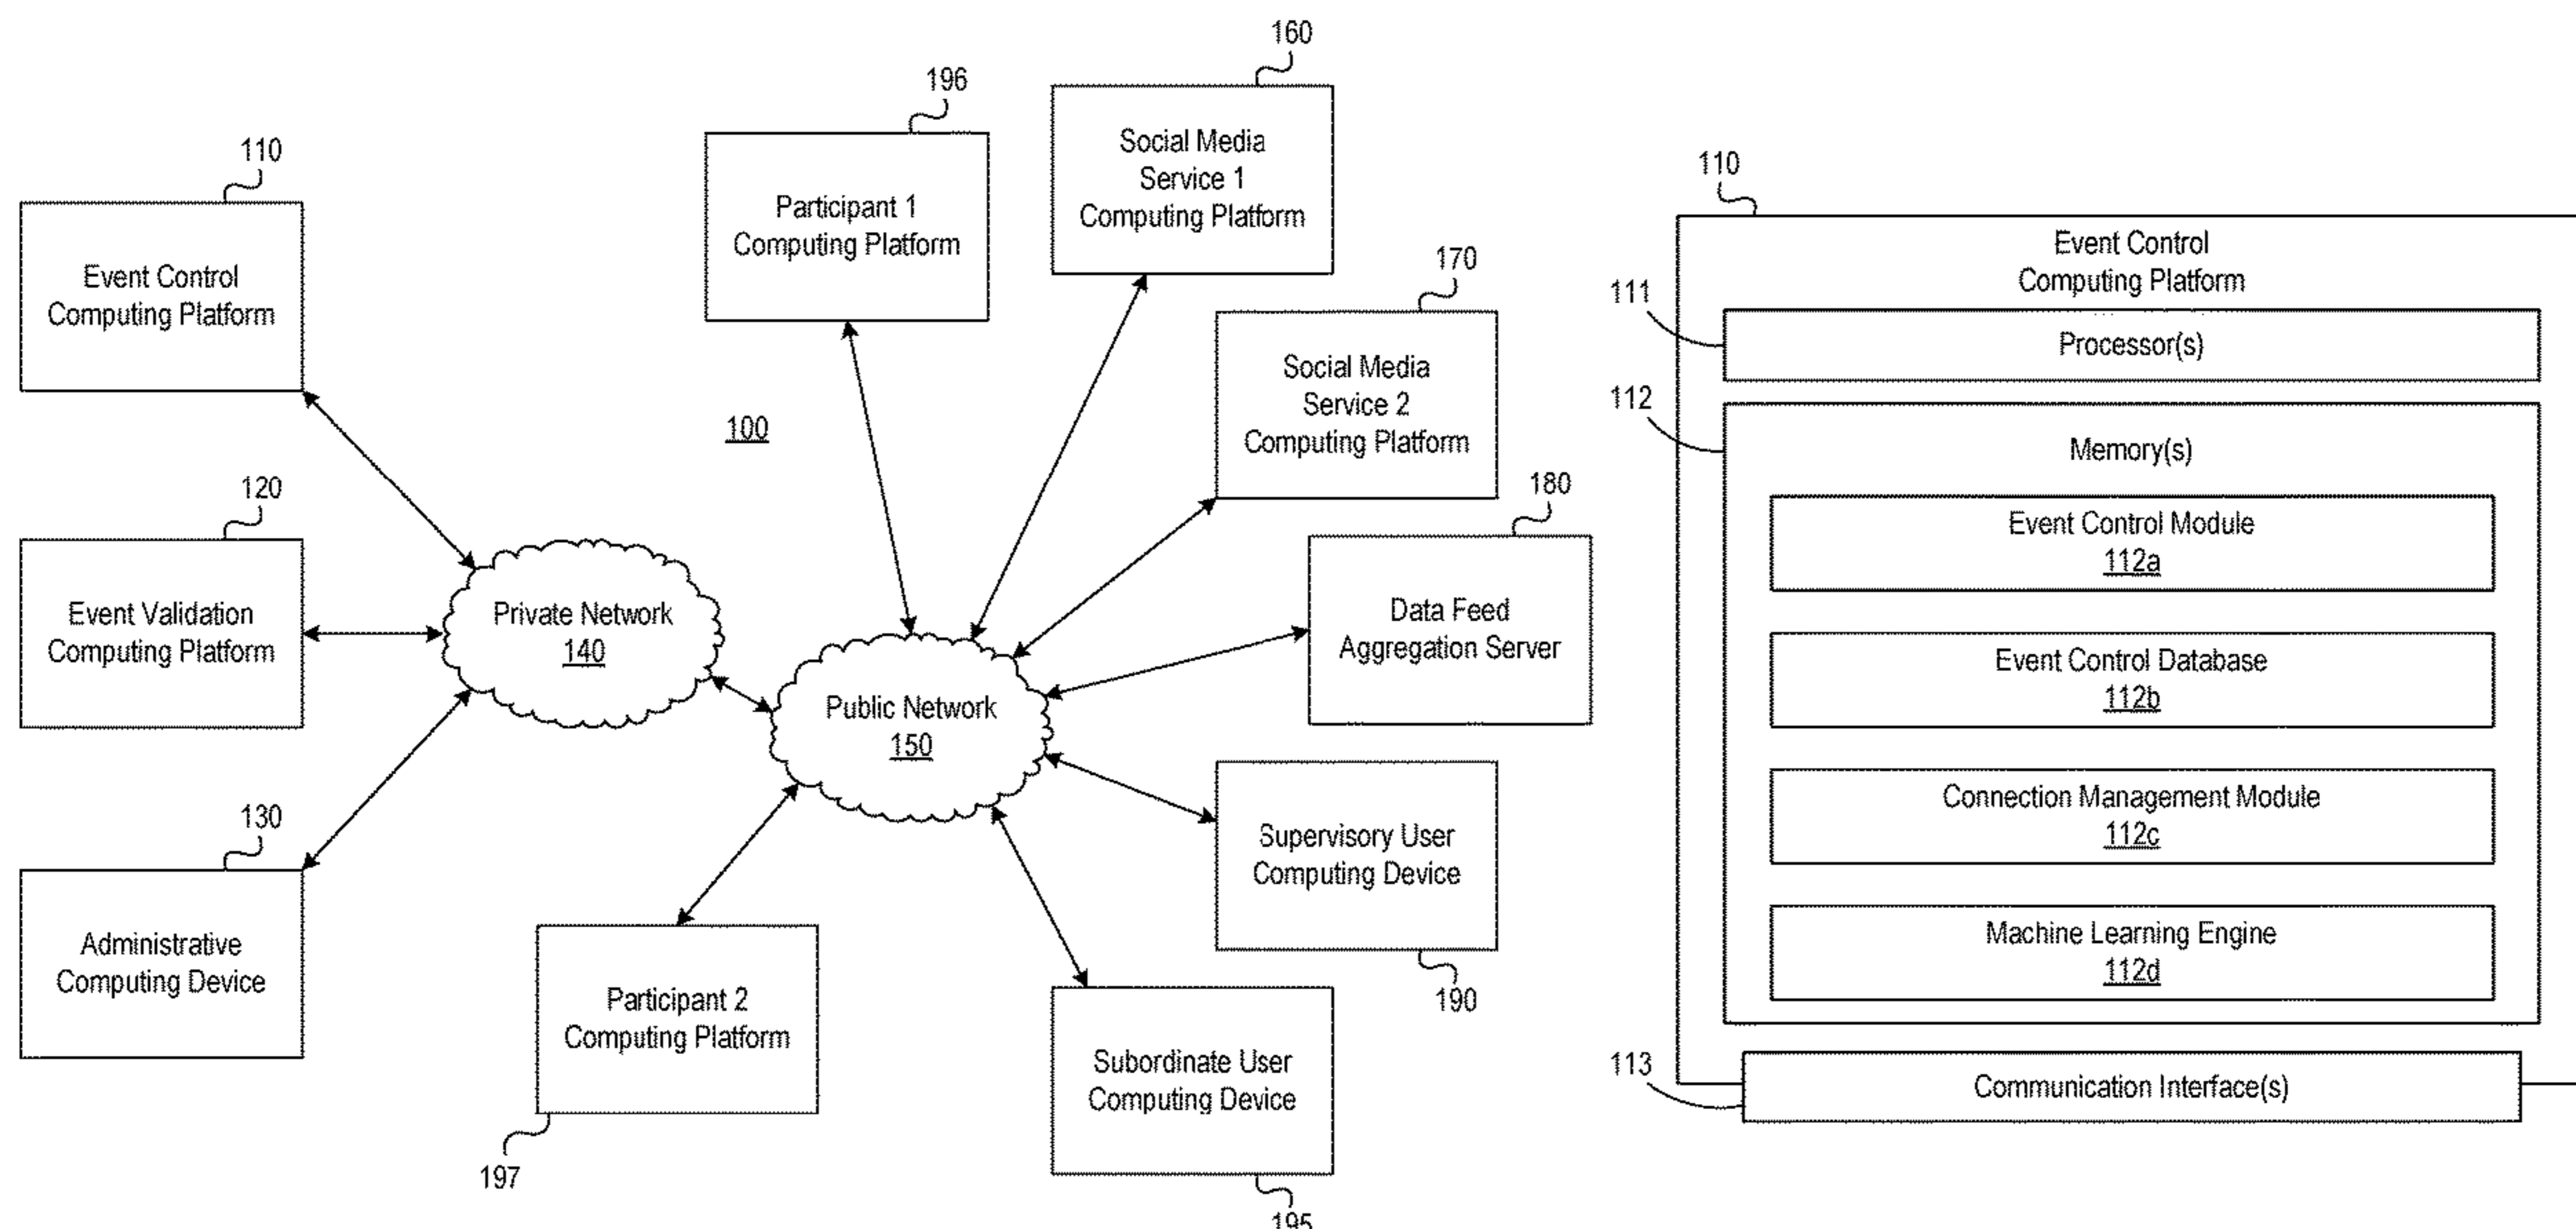 110
Event Control
Computing Platform
120
Event Validation
Computing Platform
130
Administrative
Computing Device
Private Network
140
100
196
Participant 1
Computing Platform
160
Social Media
Service 1
Computing Platform
170
Social Media
Service 2
Computing Platform
180
Data Feed
Aggregation Server
Public Network
150
Supervisory User
Computing Device
190
Subordinate User
Computing Device
195
Participant 2
Computing Platform
197
110
Event Control
Computing Platform
111
Processor(s)
112
Memory(s)
Event Control Module
112a
Event Control Database
112b
Connection Management Module
112c
Machine Learning Engine
112d
113
Communication Interface(s)